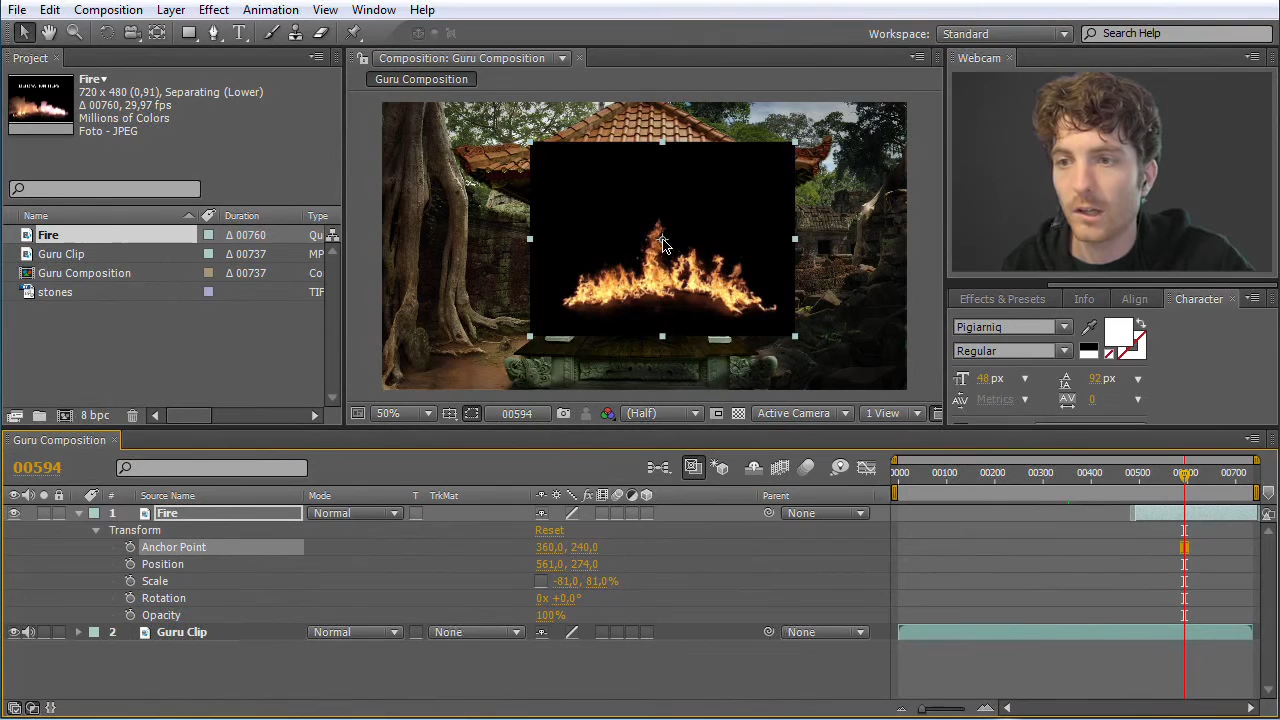 File Edit Composition Layer Effect Animation View Window Help
Workspace: Standard Search Help
Project
Fire▾
720 x 480 (0,91), Separating (Lower)
Δ 00760, 29,97 fps
Millions of Colors
Foto - JPEG
Name Duration Type
Fire Δ 00760 Qu
Guru Clip Δ 00737 MP
Guru Composition Δ 00737 Co
stones TIF
8 bpc
Composition: Guru Composition
Guru Composition
50% 00594 (Half) Active Camera 1 View
Webcam
Effects & Presets Info Align Character
Pigiarniq
Regular
48 px 92 px
Metrics 0
Guru Composition
00594
0000 00100 00200 00300 00400 00500 00700
# Source Name Mode T TrkMat Parent
1 Fire Normal None
Transform Reset
Anchor Point 360,0, 240,0
Position 561,0, 274,0
Scale -81,0, 81,0%
Rotation 0x +0,0°
Opacity 100%
2 Guru Clip Normal None None